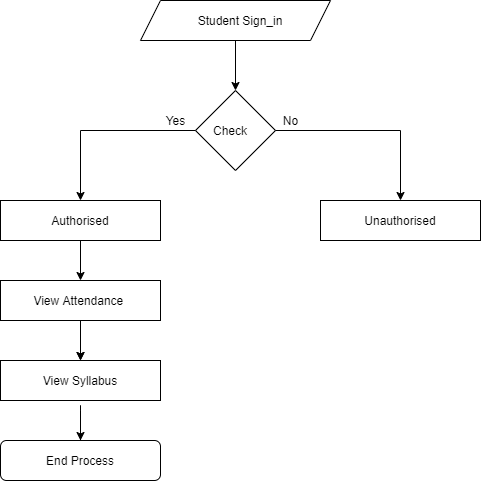 Student Sign_in
Check
Yes
No
Authorised
Unauthorised
View Attendance
View Syllabus
End Process